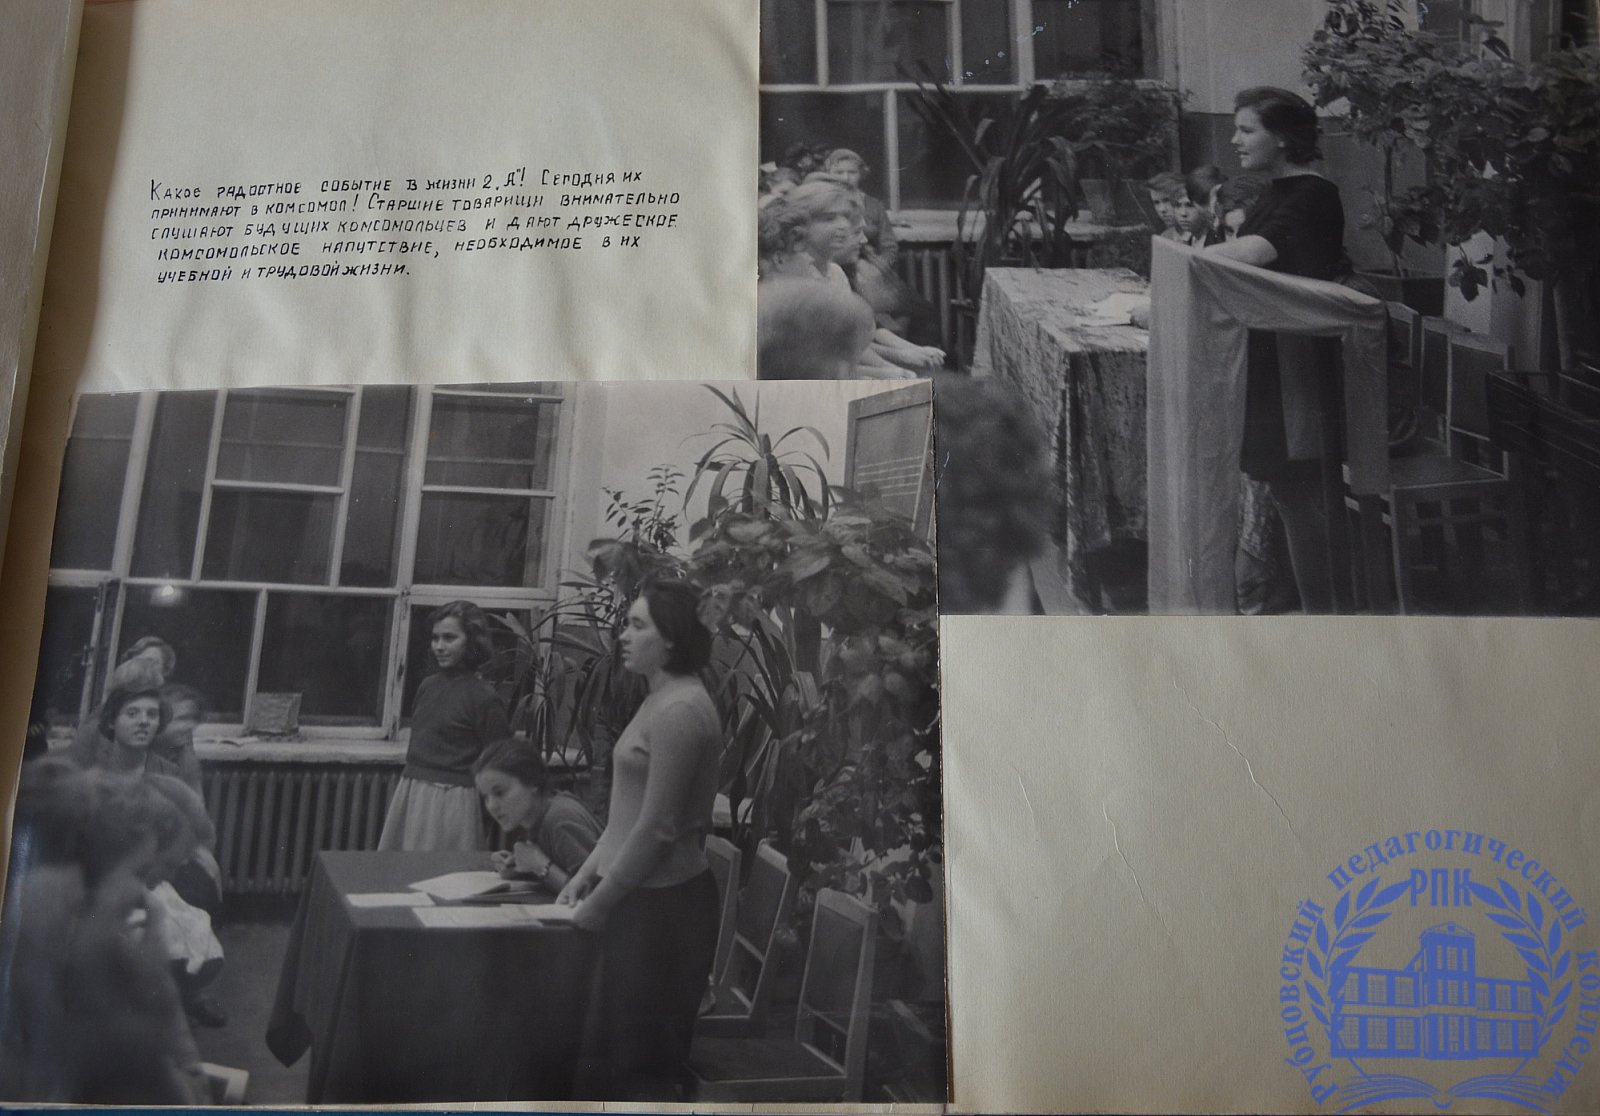 Какое радостное событие в жизни 2 „А"! Сегодня их
принимают в комсомол! Старшие товарищи внимательно
слушают будущих комсомольцев и дают дружеское
комсомольское напутствие, необходимое в их
учебной и трудовой жизни.
Рубцовский педагогический колледж
РПК